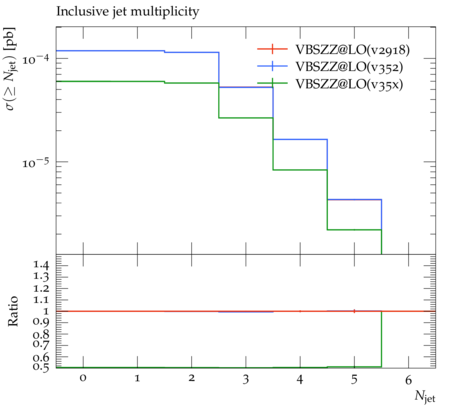 Inclusive jet multiplicity
σ(≥ Njet) [pb]
10−4
10−5
VBSZZ@LO(v2918)
VBSZZ@LO(v352)
VBSZZ@LO(v35x)
Ratio
1.4
1.3
1.2
1.1
1
0.9
0.8
0.7
0.6
0.5
0 1 2 3 4 5 6
Njet